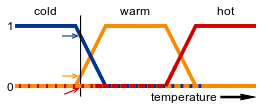 cold warm hot
1
0
temperature